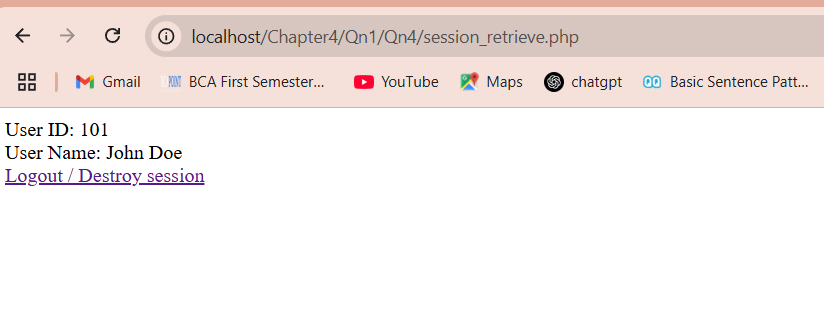 localhost/Chapter4/Qn1/Qn4/session_retrieve.php
Gmail BCA First Semester... YouTube Maps chatgpt Basic Sentence Patt...
User ID: 101
User Name: John Doe
Logout / Destroy session